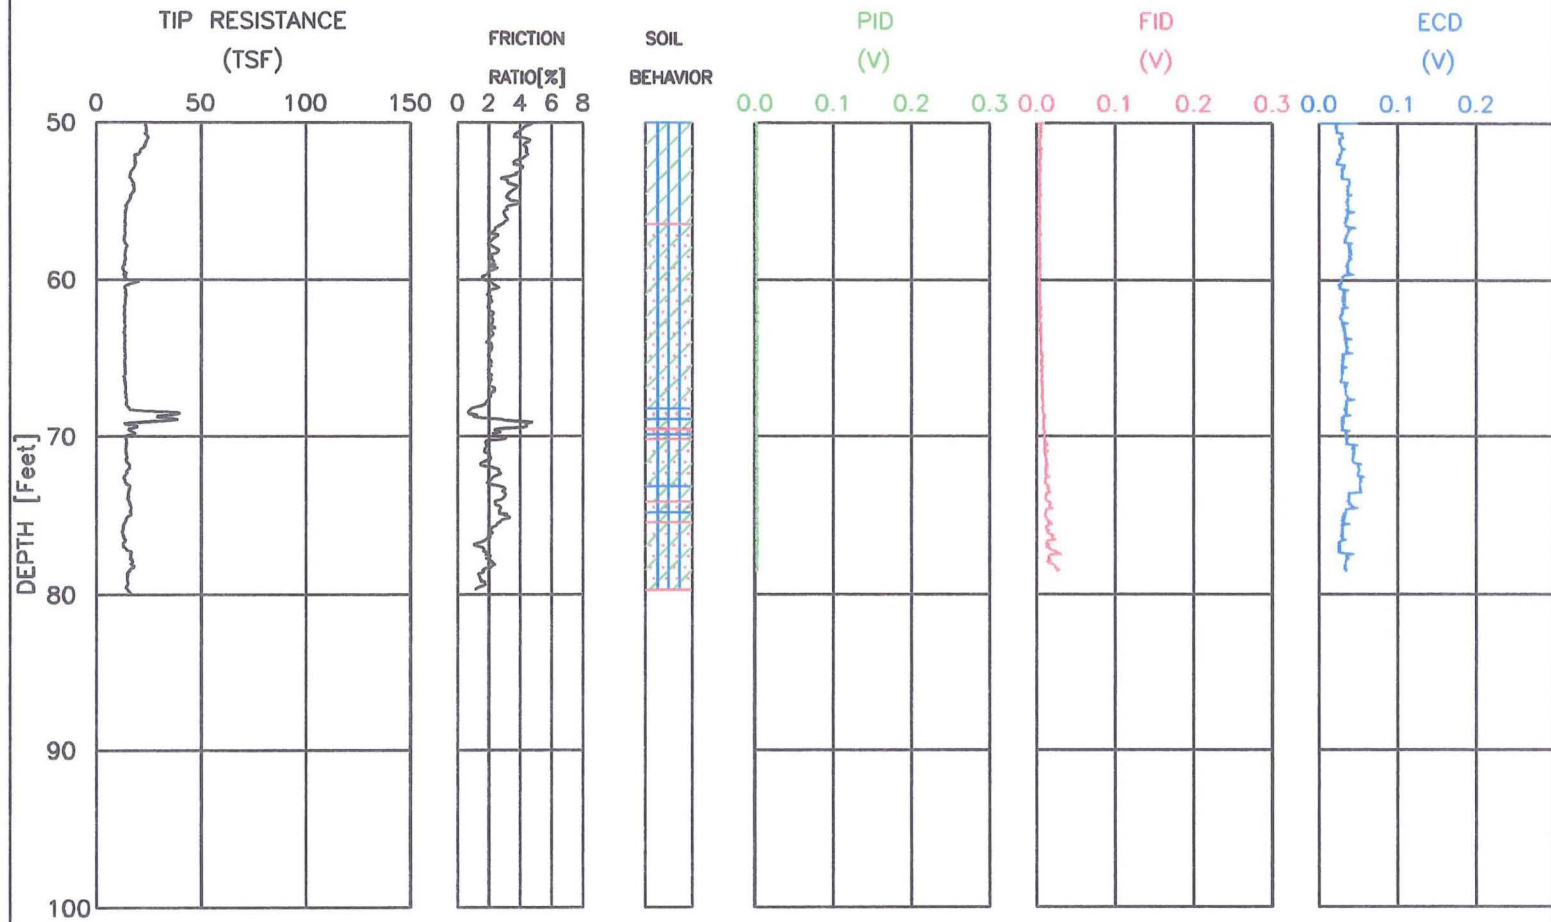 TIP RESISTANCE
(TSF)
FRICTION
RATIO[%]
SOIL
BEHAVIOR
PID
(V)
FID
(V)
ECD
(V)
0 50 100 150
0 2 4 6 8
0.0 0.1 0.2 0.3
0.0 0.1 0.2 0.3
0.0 0.1 0.2
DEPTH [Feet]
50
60
70
80
90
100